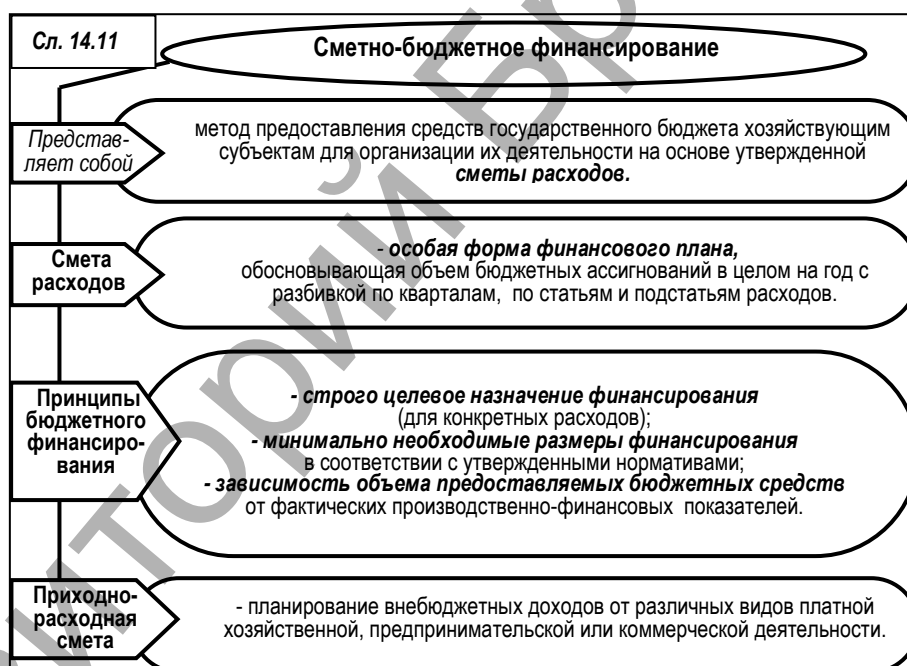 Сл. 14.11
Сметно-бюджетное финансирование
Представ-
ляет собой
метод предоставления средств государственного бюджета хозяйствующим
субъектам для организации их деятельности на основе утвержденной
сметы расходов.
Смета
расходов
- особая форма финансового плана,
обосновывающая объем бюджетных ассигнований в целом на год с
разбивкой по кварталам, по статьям и подстатьям расходов.
Принципы
бюджетного
финансиро-
вания
- строго целевое назначение финансирования
(для конкретных расходов);
- минимально необходимые размеры финансирования
в соответствии с утвержденными нормативами;
- зависимость объема предоставляемых бюджетных средств
от фактических производственно-финансовых показателей.
Приходно-
расходная
смета
- планирование внебюджетных доходов от различных видов платной
хозяйственной, предпринимательской или коммерческой деятельности.